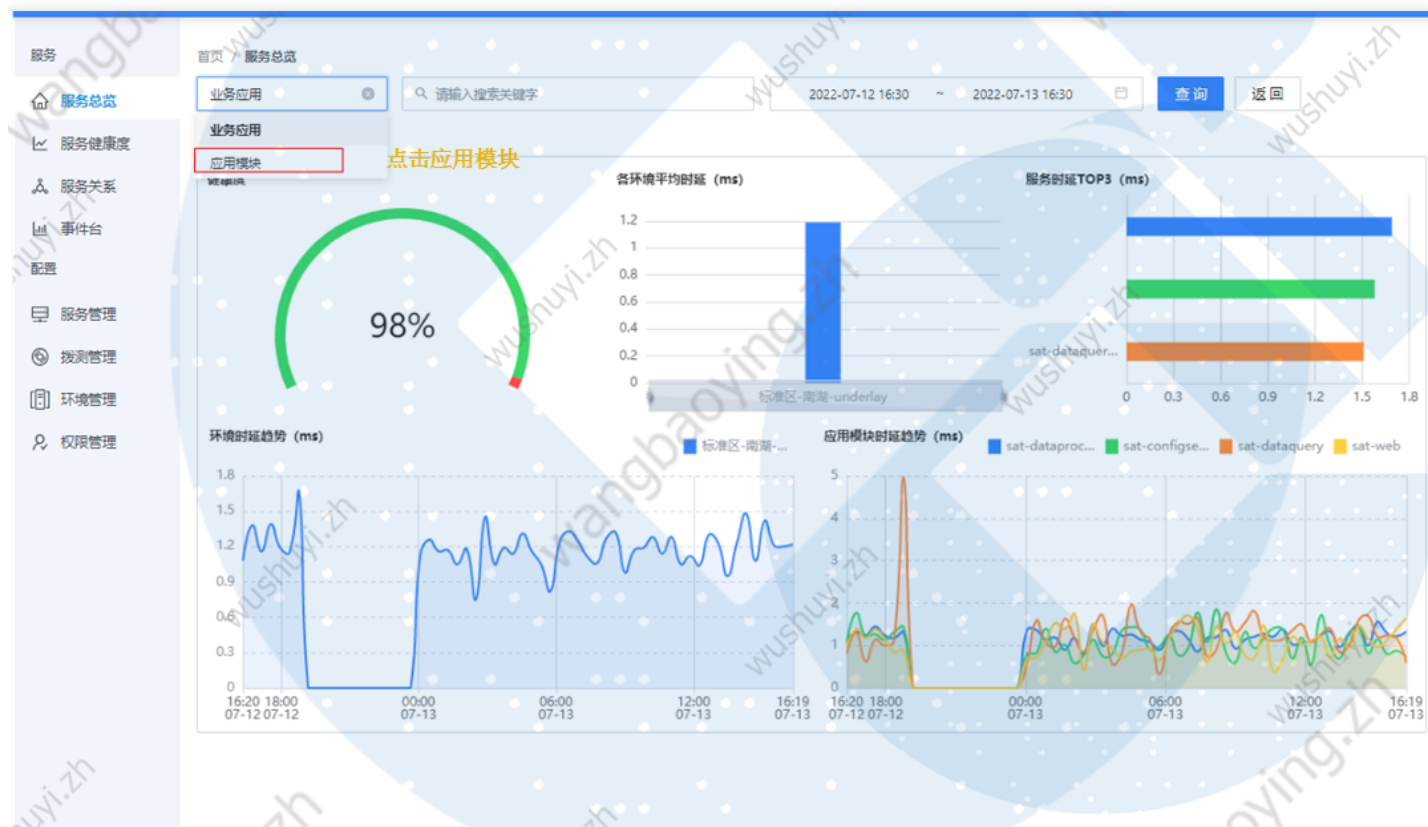 服务
首页 / 服务总览
业务应用
请输入搜索关键字
2022-07-12 16:30 ~ 2022-07-13 16:30
查 询
返 回
服务总览
业务应用
服务健康度
应用模块
点击应用模块
服务关系
事件台
配置
服务管理
拨测管理
环境管理
权限管理
健康度
98%
各环境平均时延 (ms)
1.2
1
0.8
0.6
0.4
0.2
0
标准区-南湖-underlay
服务时延TOP3 (ms)
sat-dataquer...
0 0.3 0.6 0.9 1.2 1.5 1.8
环境时延趋势 (ms)
标准区-南湖-...
1.8
1.5
1.2
0.9
0.6
0.3
0
16:20 18:00 00:00 06:00 12:00 16:19
07-12 07-12 07-13 07-13 07-13 07-13
应用模块时延趋势 (ms)
sat-dataproc... sat-configse... sat-dataquery sat-web
5
4
3
2
1
0
16:20 18:00 00:00 06:00 12:00 16:19
07-12 07-12 07-13 07-13 07-13 07-13
wangbaoying.zh
wushuyi.zh